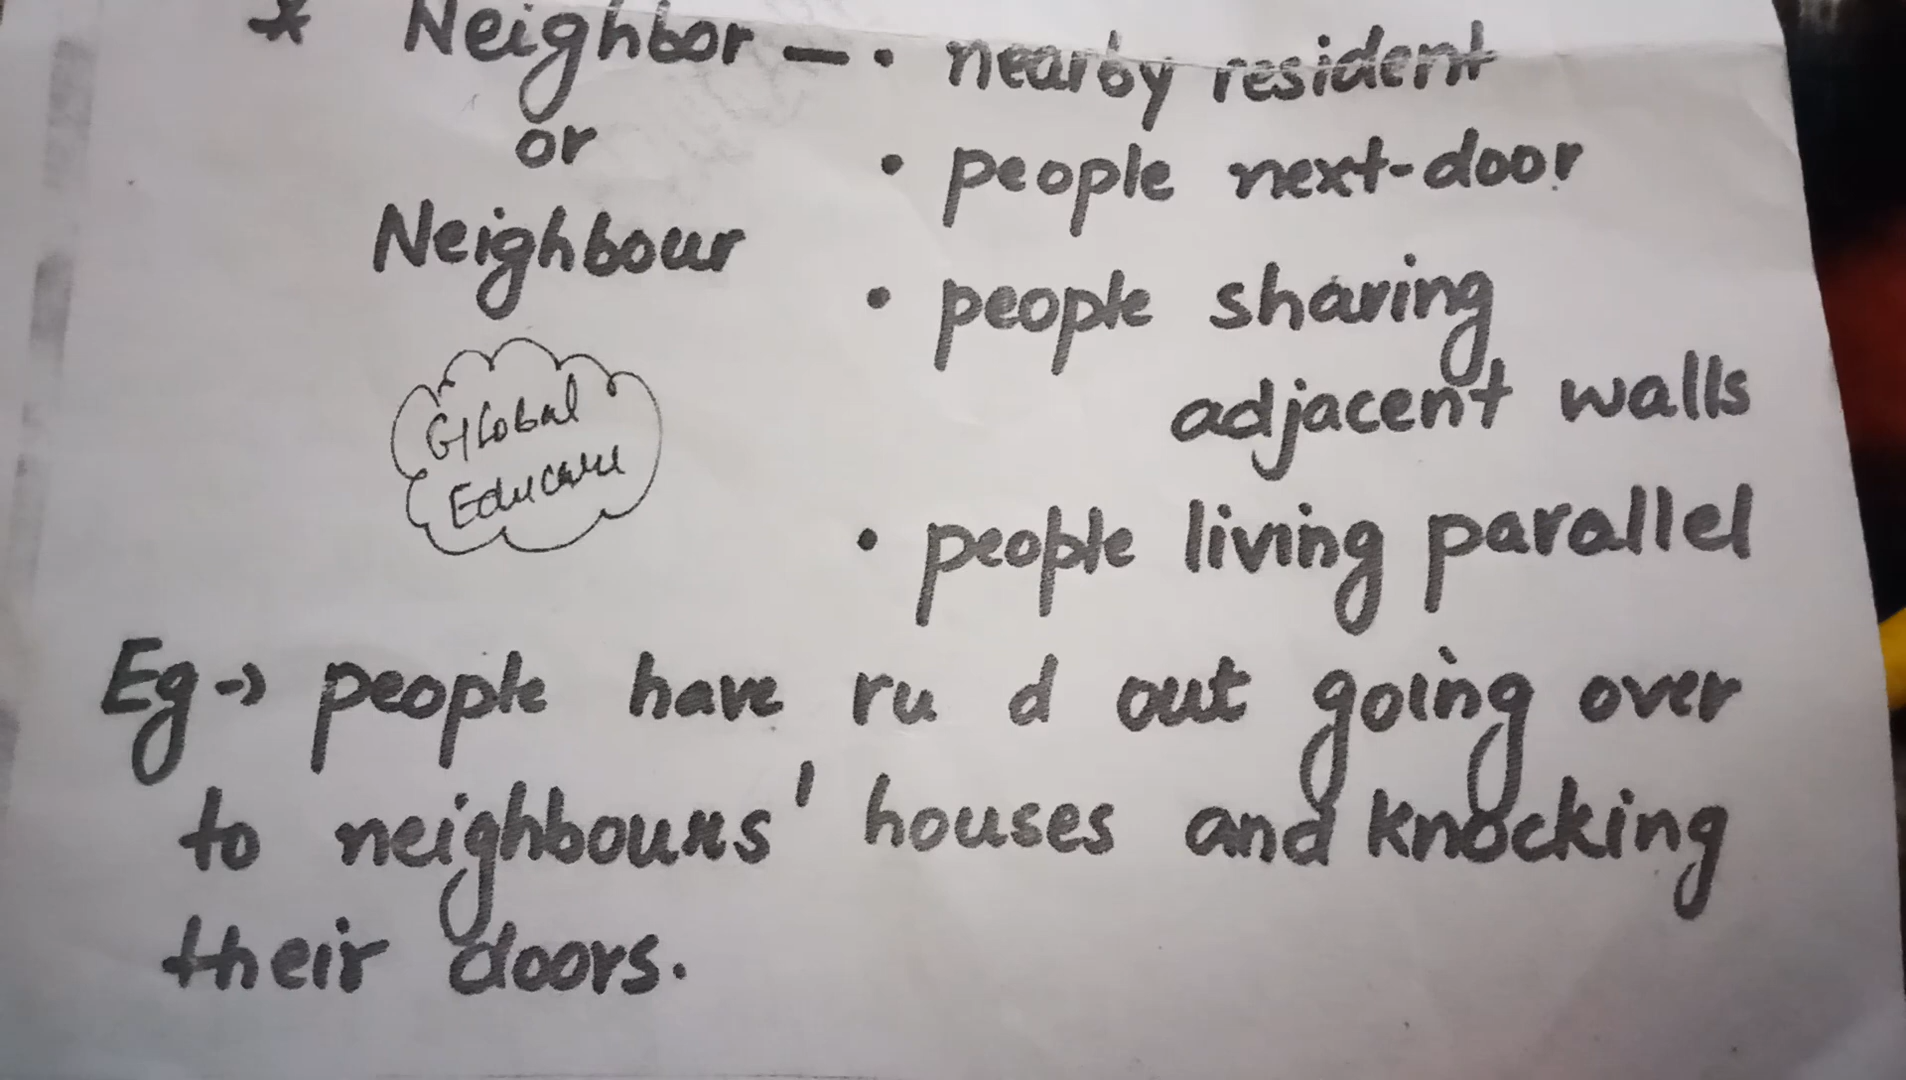 * Neighbor – • nearby resident
or
• people next-door
Neighbour
• people sharing
adjacent walls
Global
Educare
• people living parallel
Eg → people have ru d out going over
to neighbours' houses and knocking
their doors.